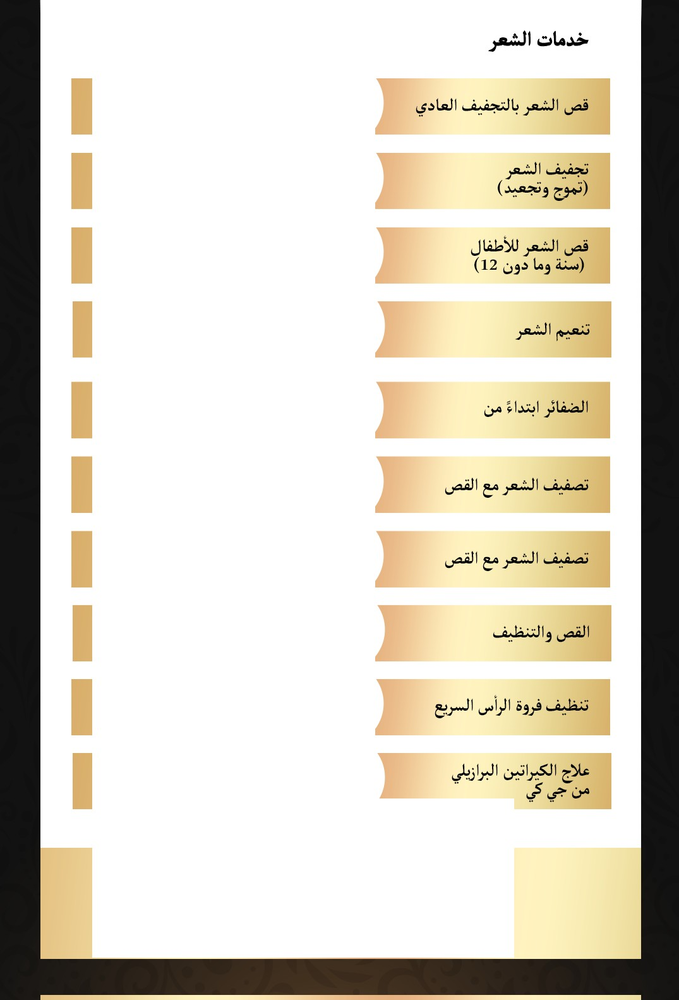 خدمات الشعر
قص الشعر بالتجفيف العادي
تجفيف الشعر
(تموج وتجعيد)
قص الشعر للأطفال
(سنة وما دون 12)
تنعيم الشعر
الضفائر ابتداءً من
تصفيف الشعر مع القص
تصفيف الشعر مع القص
القص والتنظيف
تنظيف فروة الرأس السريع
علاج الكيراتين البرازيلي
من جي كي